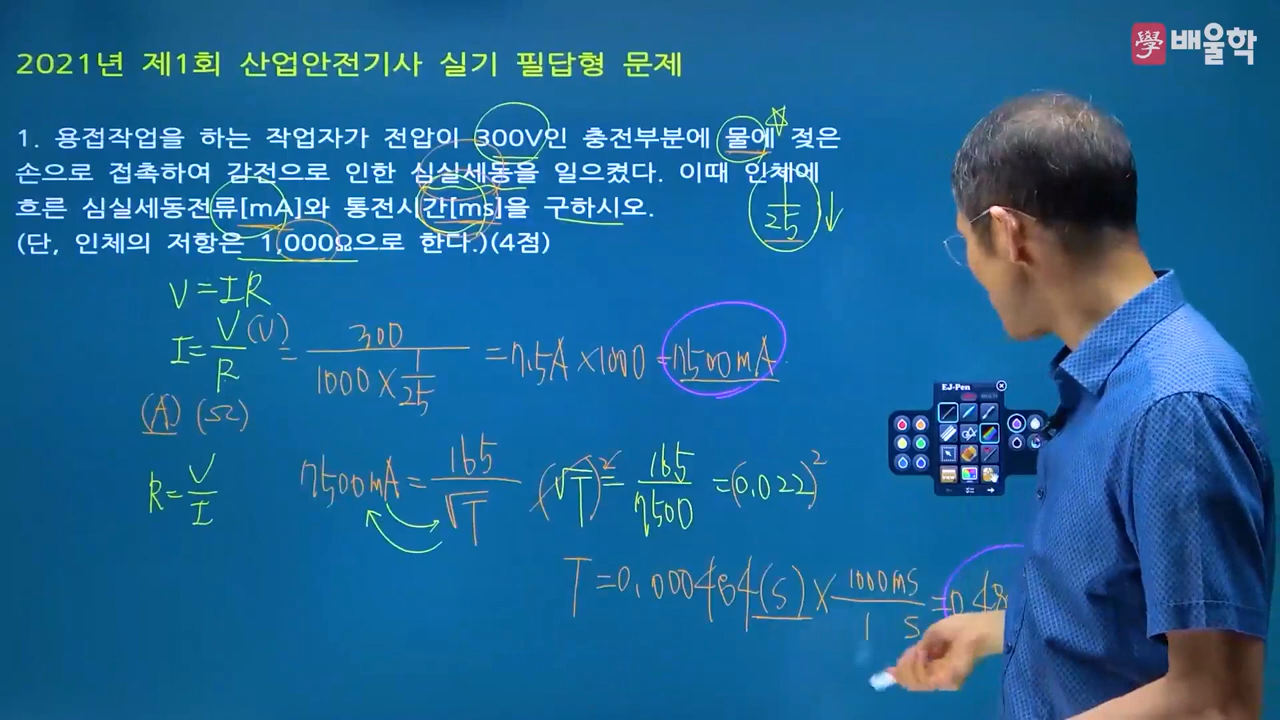 學 배울학
2021년 제1회 산업안전기사 실기 필답형 문제
1. 용접작업을 하는 작업자가 전압이 300V인 충전부분에 물에 젖은
손으로 접촉하여 감전으로 인한 심실세동을 일으켰다. 이때 인체에
흐른 심실세동전류[mA]와 통전시간[ms]을 구하시오.
(단, 인체의 저항은 1,000Ω으로 한다.)(4점)
1/25 ↓
V=IR
I=V/R (V) = 300/(1000×1/25) = 7.5A×1000=7500mA.
(A) (Ω)
R=V/I
7500mA=165/√T (√T)²=165/7500=(0.022)²
T=0.000484(s)×1000ms/1 s=0.48
EJ-Pen